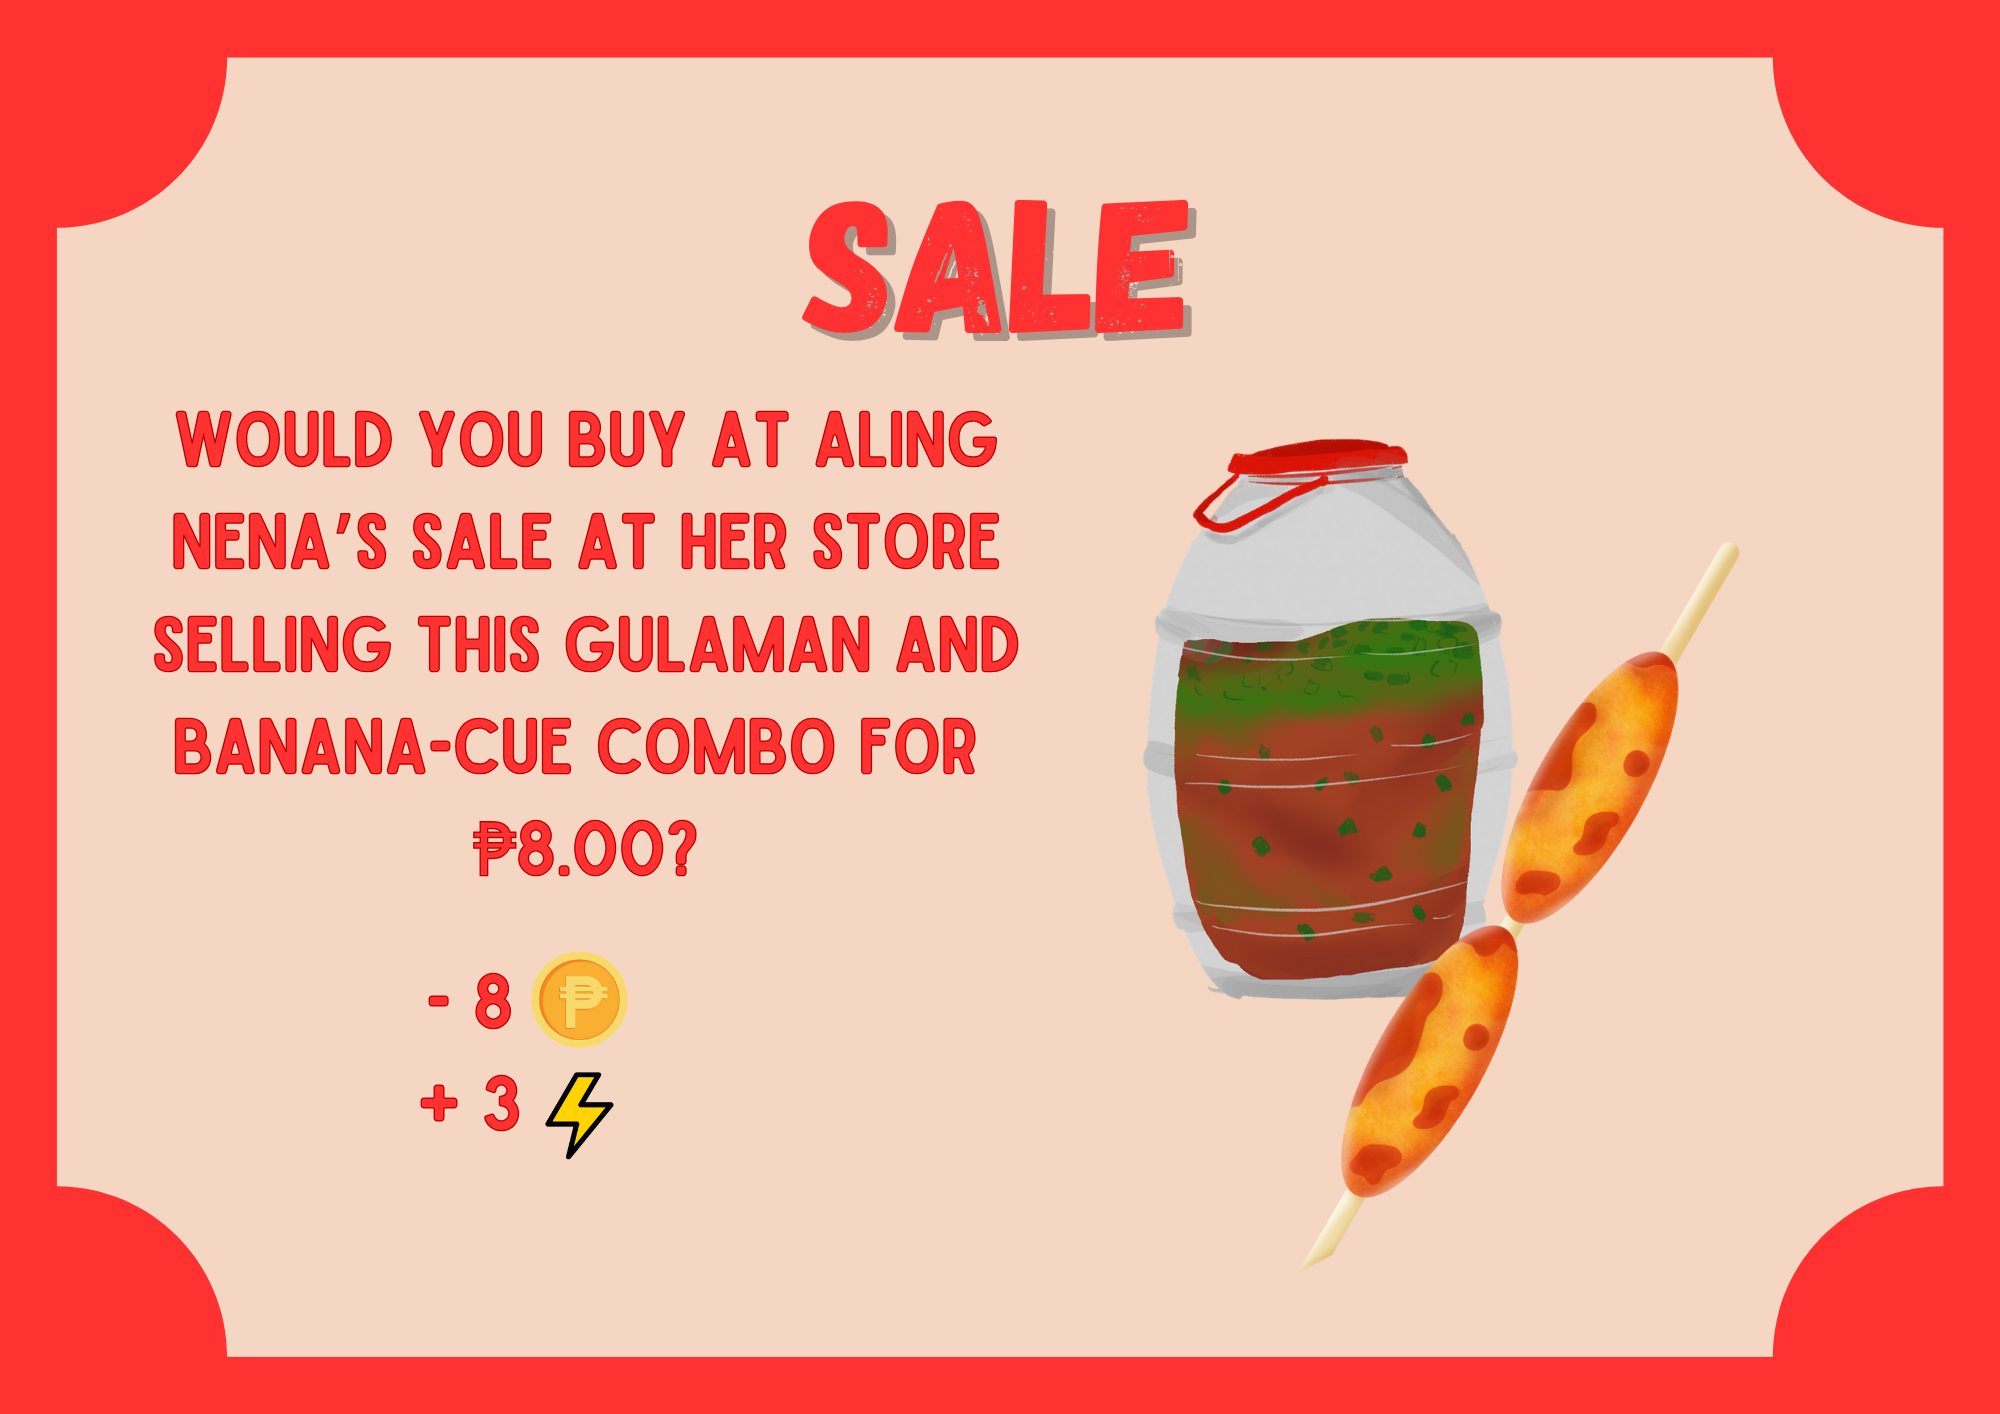 SALE
WOULD YOU BUY AT ALING
NENA'S SALE AT HER STORE
SELLING THIS GULAMAN AND
BANANA-CUE COMBO FOR
₱8.00?
- 8 ₱
+ 3